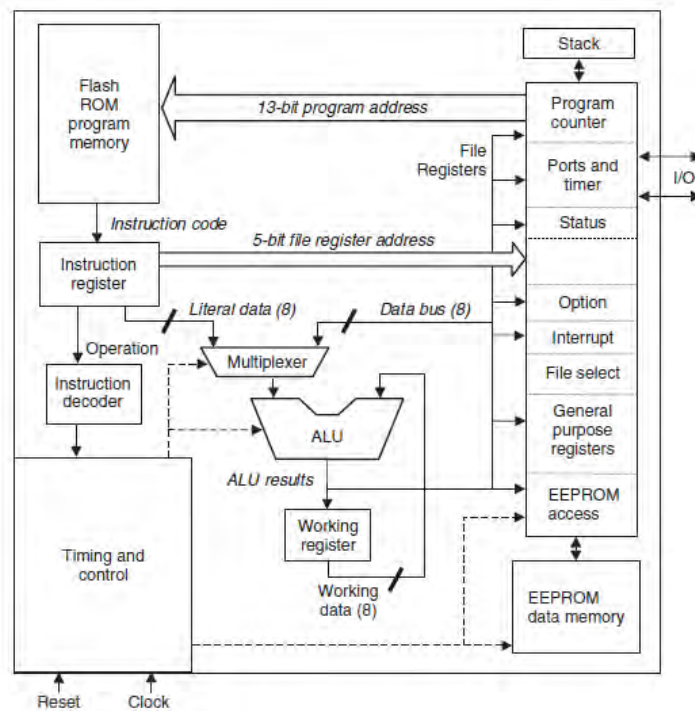 Stack
Flash
ROM
program
memory
13-bit program address
Program
counter
File
Registers
Ports and
timer
I/O
Instruction code
Status
5-bit file register address
Instruction
register
Literal data (8)
Data bus (8)
Option
Operation
Multiplexer
Interrupt
Instruction
decoder
File select
ALU
General
purpose
registers
ALU results
EEPROM
access
Working
register
Timing and
control
Working
data (8)
EEPROM
data memory
Reset
Clock